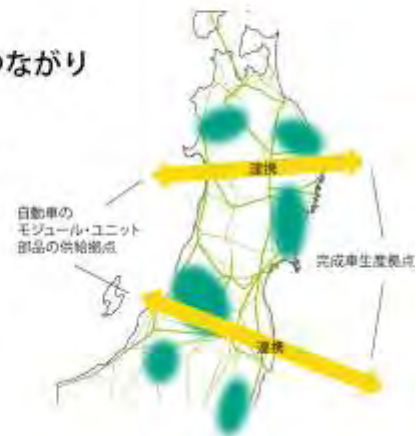 つながり
連携
自動車の
モジュール・ユニット
部品の供給拠点
完成車生産拠点
連携